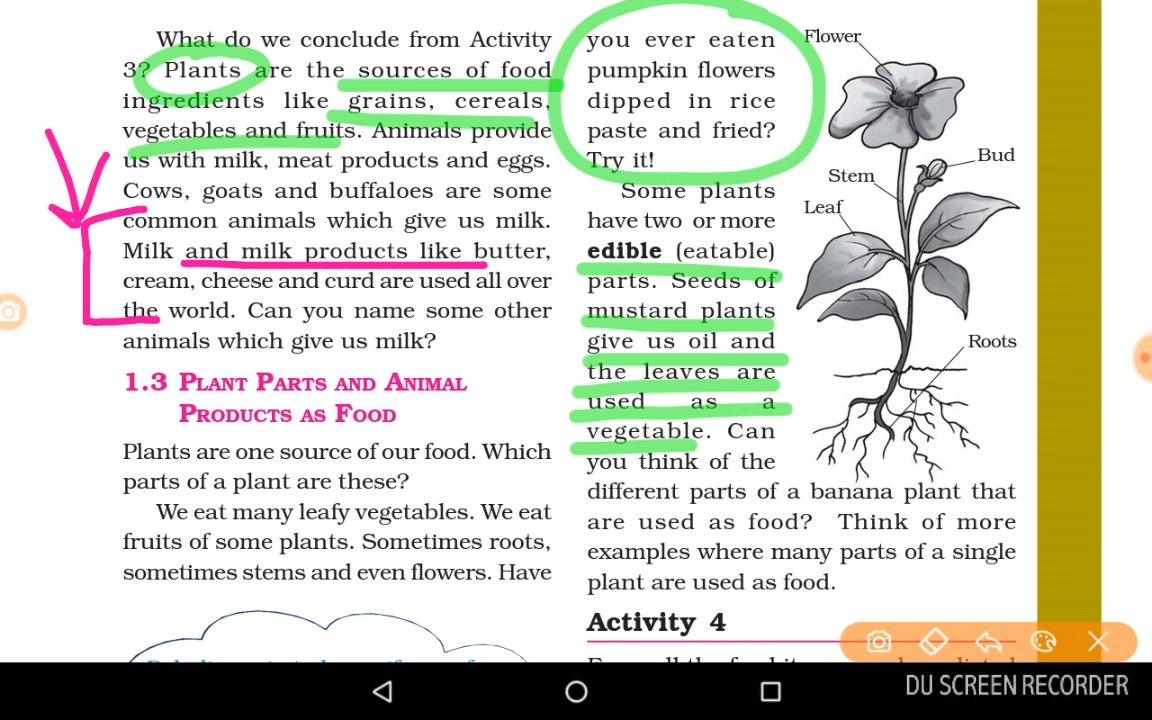 What do we conclude from Activity
3? Plants are the sources of food
ingredients like grains, cereals,
vegetables and fruits. Animals provide
us with milk, meat products and eggs.
Cows, goats and buffaloes are some
common animals which give us milk.
Milk and milk products like butter,
cream, cheese and curd are used all over
the world. Can you name some other
animals which give us milk?
1.3 PLANT PARTS AND ANIMAL
PRODUCTS AS FOOD
Plants are one source of our food. Which
parts of a plant are these?
We eat many leafy vegetables. We eat
fruits of some plants. Sometimes roots,
sometimes stems and even flowers. Have
you ever eaten
pumpkin flowers
dipped in rice
paste and fried?
Try it!
Some plants
have two or more
edible (eatable)
parts. Seeds of
mustard plants
give us oil and
the leaves are
used as a
vegetable. Can
you think of the
different parts of a banana plant that
are used as food? Think of more
examples where many parts of a single
plant are used as food.
Activity 4
Flower
Bud
Stem
Leaf
Roots
DU SCREEN RECORDER